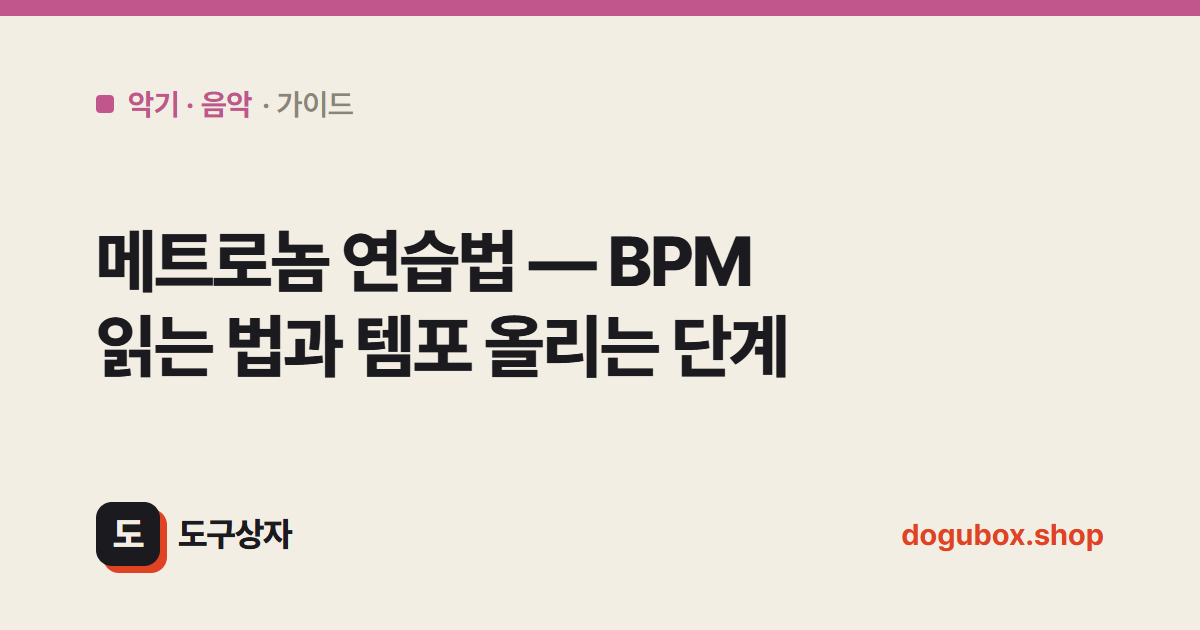 악기 · 음악 · 가이드
메트로놈 연습법 — BPM
읽는 법과 템포 올리는 단계
도 도구상자
dogubox.shop